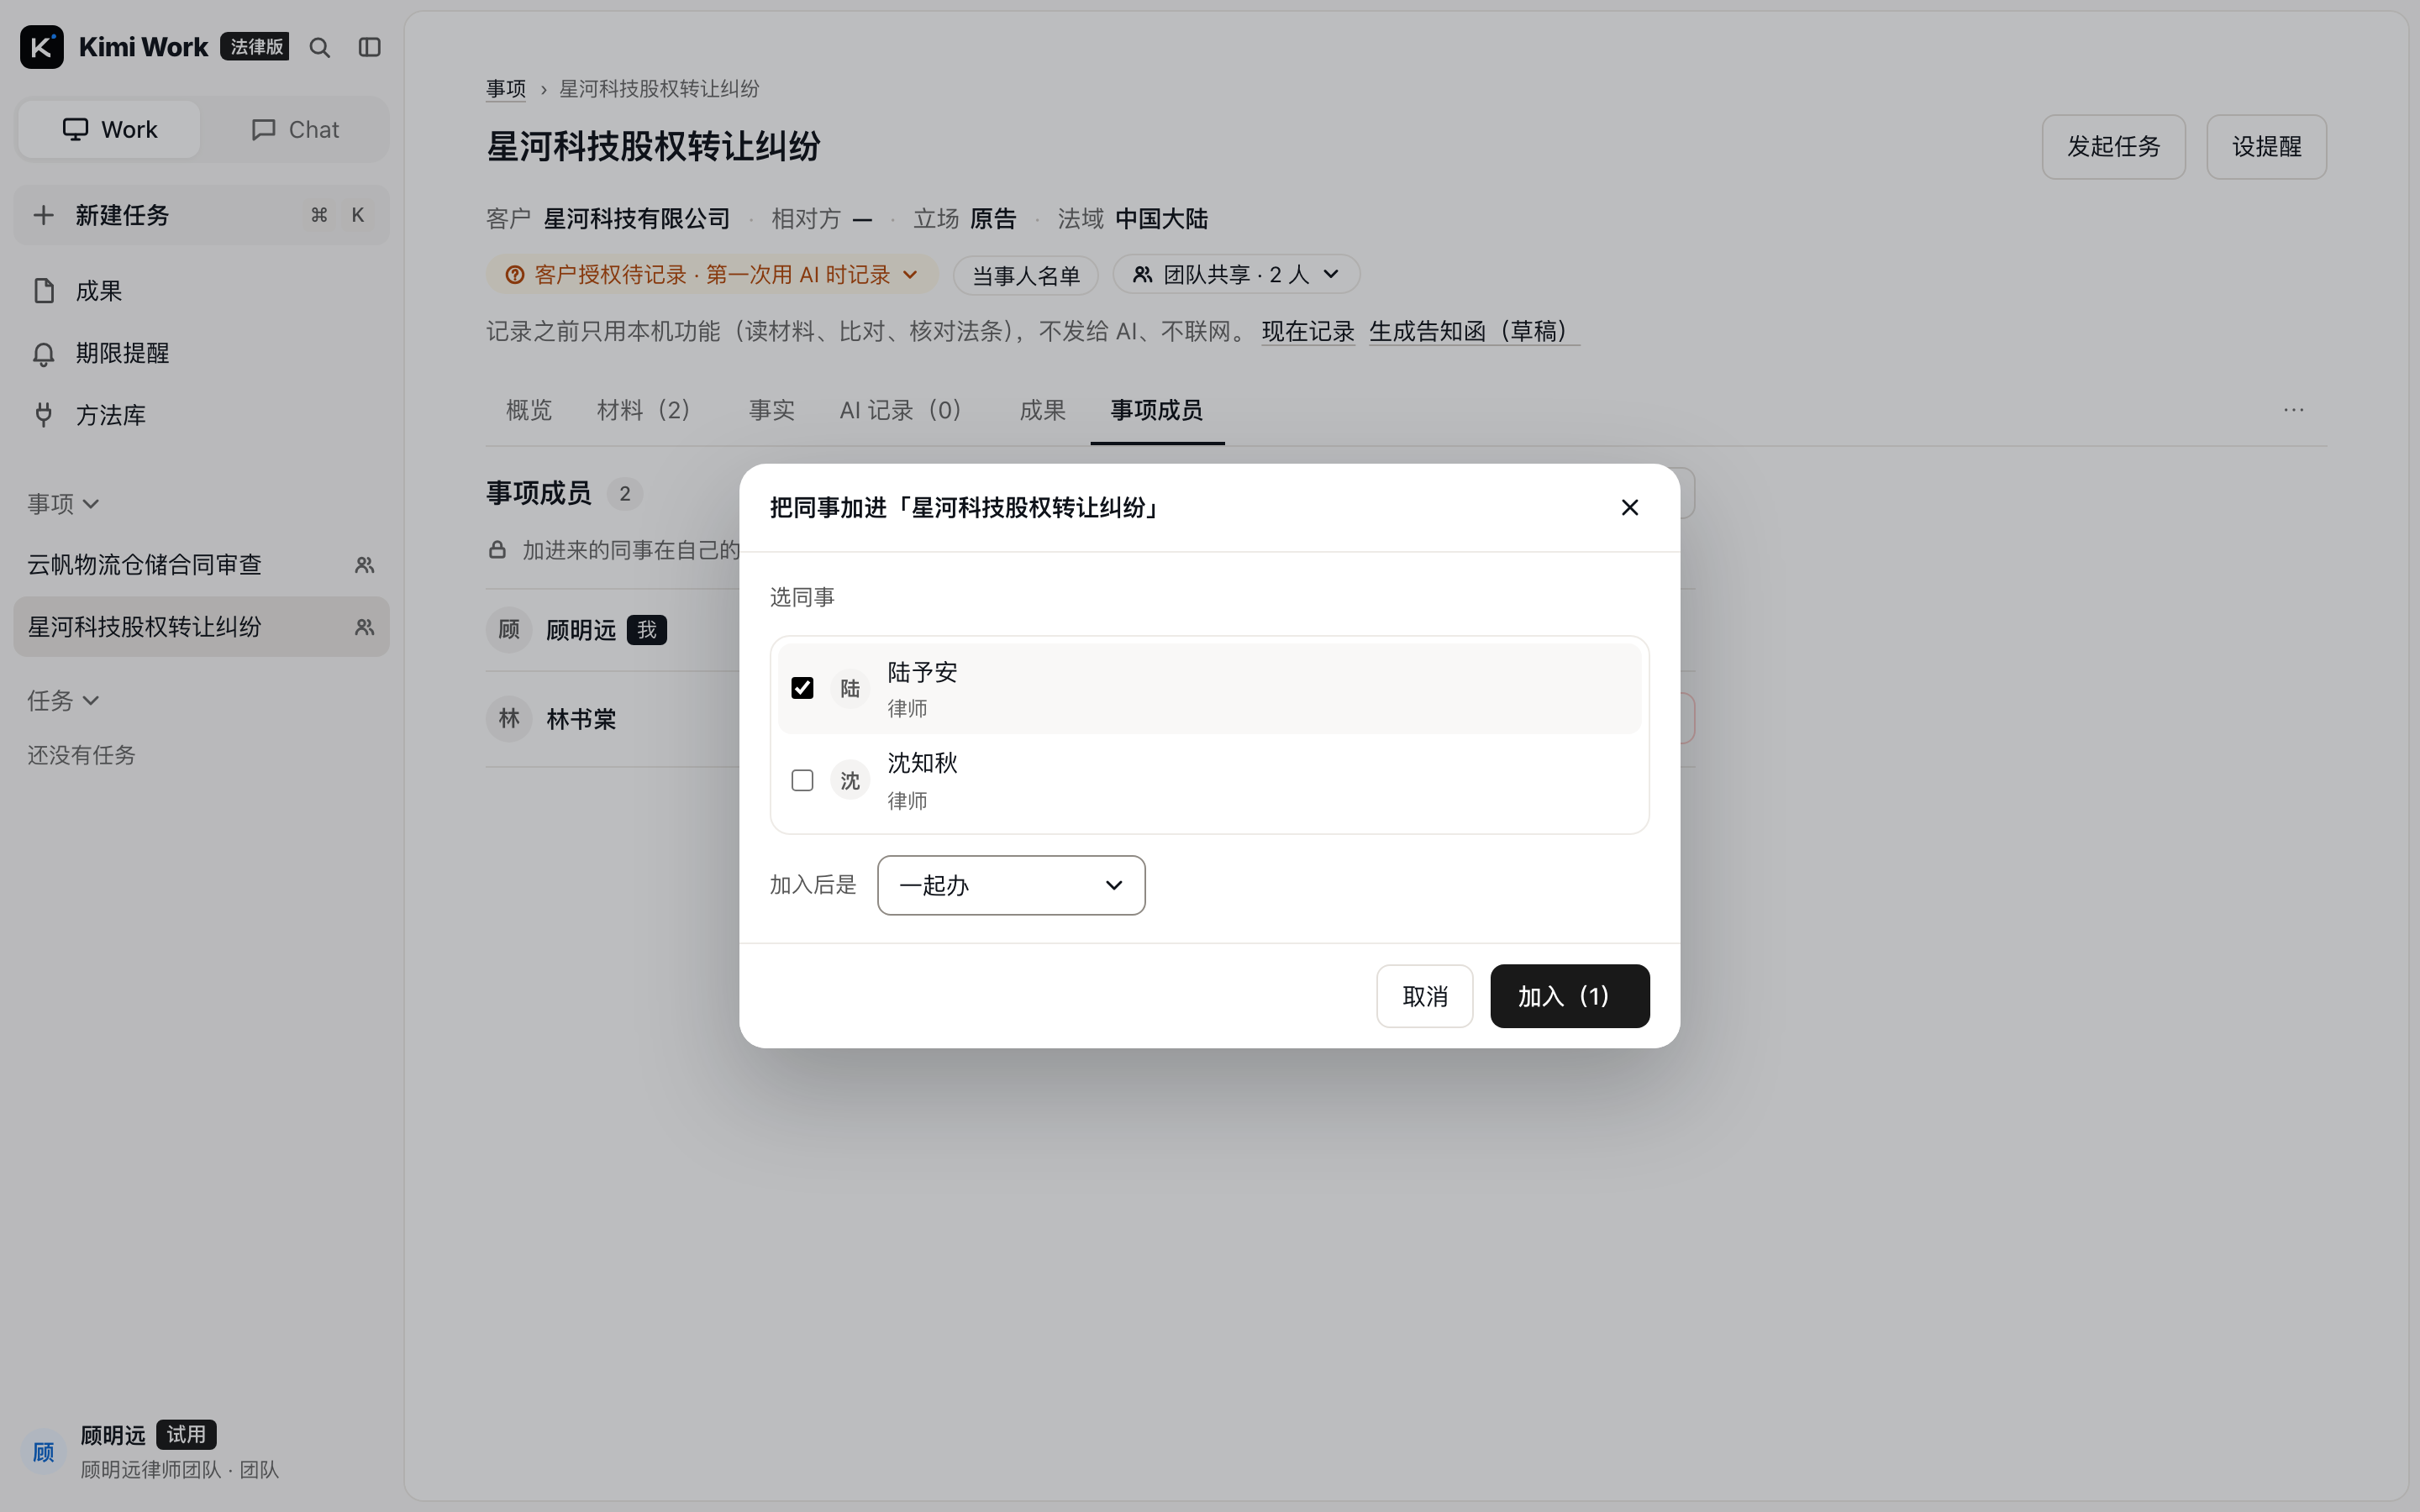 Kimi Work 法律版
Work
Chat
新建任务 ⌘ K
成果
期限提醒
方法库
事项
云帆物流仓储合同审查
星河科技股权转让纠纷
任务
还没有任务
顾 顾明远 试用
顾明远律师团队 · 团队
事项 › 星河科技股权转让纠纷
星河科技股权转让纠纷
发起任务 设提醒
客户 星河科技有限公司 · 相对方 — · 立场 原告 · 法域 中国大陆
客户授权待记录 · 第一次用 AI 时记录 当事人名单 团队共享 · 2 人
记录之前只用本机功能（读材料、比对、核对法条），不发给 AI、不联网。 现在记录 生成告知函（草稿）
概览 材料（2） 事实 AI 记录（0） 成果 事项成员 ···
事项成员 2
加进来的同事在自己的
顾 顾明远 我
林 林书棠
把同事加进「星河科技股权转让纠纷」
选同事
陆 陆予安
律师
沈 沈知秋
律师
加入后是 一起办
取消 加入（1）